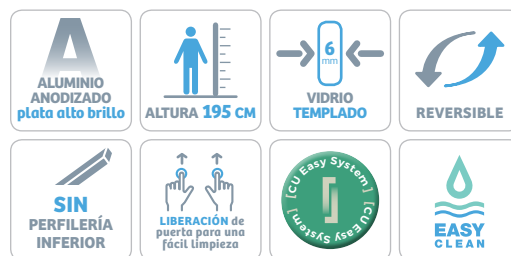 A
ALUMINIO
ANODIZADO
plata alto brillo
ALTURA 195 CM
6
mm
VIDRIO
TEMPLADO
REVERSIBLE
SIN
PERFILERÍA
INFERIOR
LIBERACIÓN de
puerta para una
fácil limpieza
[CU Easy System]
[CU Easy System]
EASY
CLEAN